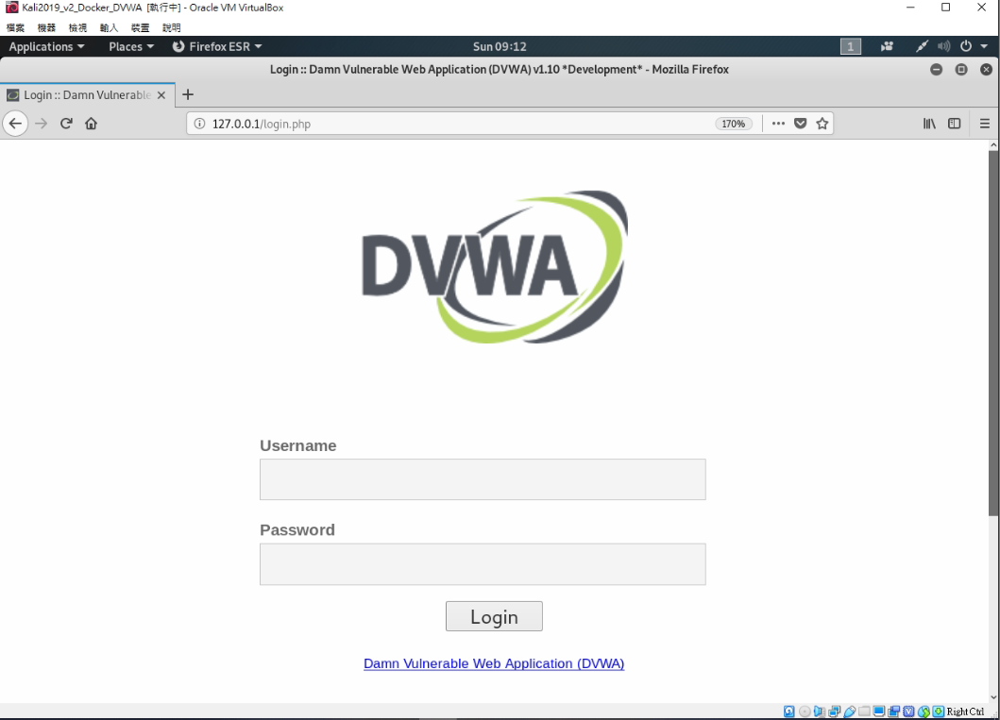 Kali2019_v2_Docker_DVWA [執行中] - Oracle VM VirtualBox
檔案 機器 檢視 輸入 裝置 說明
Applications Places Firefox ESR Sun 09:12 1
Login :: Damn Vulnerable Web Application (DVWA) v1.10 *Development* - Mozilla Firefox
Login :: Damn Vulnerable
127.0.0.1/login.php 170%
DVWA
Username
Password
Login
Damn Vulnerable Web Application (DVWA)
Right Ctrl